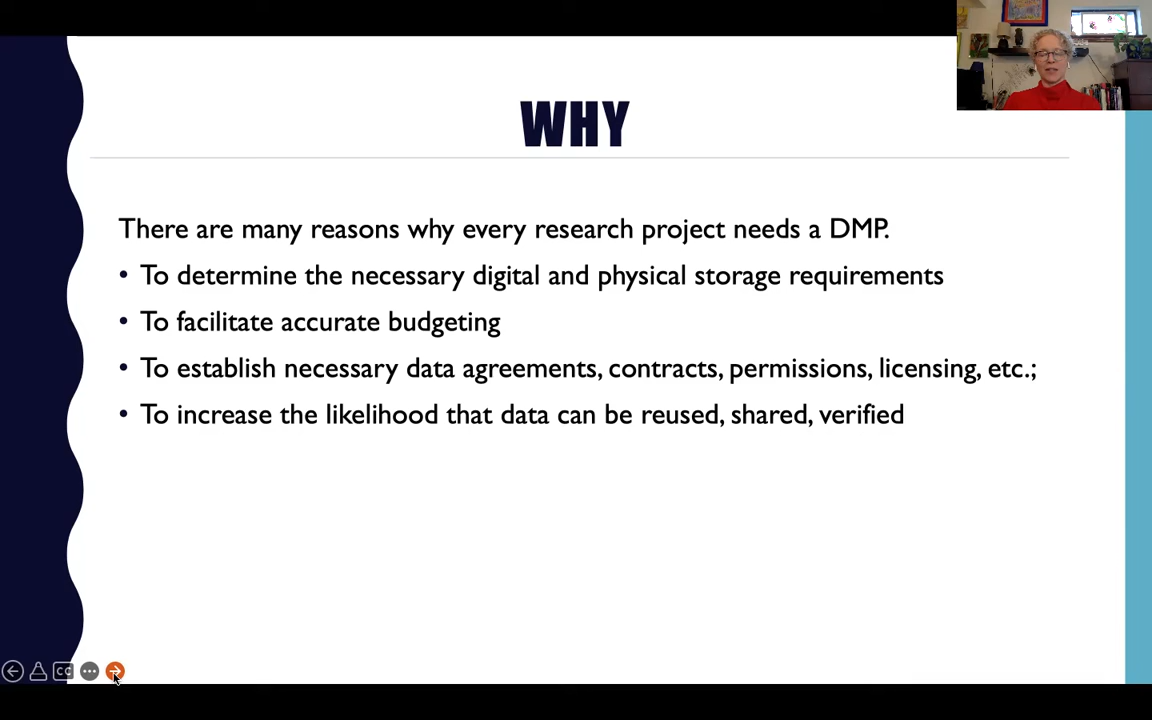 WHY
There are many reasons why every research project needs a DMP.
• To determine the necessary digital and physical storage requirements
• To facilitate accurate budgeting
• To establish necessary data agreements, contracts, permissions, licensing, etc.;
• To increase the likelihood that data can be reused, shared, verified
CC